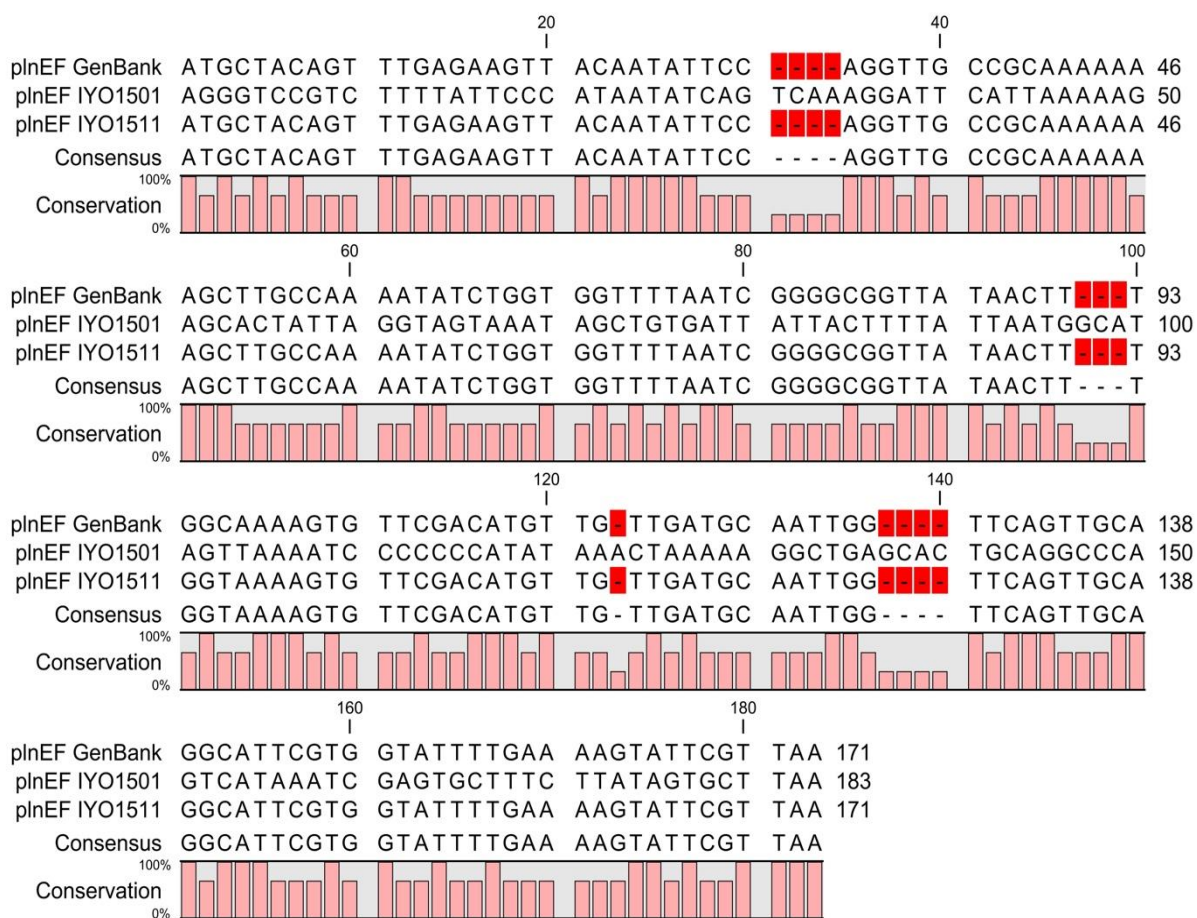 20 40
plnEF GenBank ATGCTACAGT TTGAGAAGTT ACAATATTCC ----AGGTTG CCGCAAAAAA 46
plnEF IYO1501 AGGGTCCGTC TTTTATTCCC ATAATATCAG TCAAAGGATT CATTAAAAAG 50
plnEF IYO1511 ATGCTACAGT TTGAGAAGTT ACAATATTCC ----AGGTTG CCGCAAAAAA 46
Consensus ATGCTACAGT TTGAGAAGTT ACAATATTCC ----AGGTTG CCGCAAAAAA
100%
Conservation
0%
60 80 100
plnEF GenBank AGCTTGCCAA AATATCTGGT GGTTTTAATC GGGGCGGTTA TAACTT---T 93
plnEF IYO1501 AGCACTATTA GGTAGTAAAT AGCTGTGATT ATTACTTTTA TTAATGGCAT 100
plnEF IYO1511 AGCTTGCCAA AATATCTGGT GGTTTTAATC GGGGCGGTTA TAACTT---T 93
Consensus AGCTTGCCAA AATATCTGGT GGTTTTAATC GGGGCGGTTA TAACTT---T
100%
Conservation
0%
120 140
plnEF GenBank GGCAAAAGTG TTCGACATGT TG-TTGATGC AATTGG---- TTCAGTTGCA 138
plnEF IYO1501 AGTTAAAATC CCCCCCATAT AAACTAAAAA GGCTGAGCAC TGCAGGCCCA 150
plnEF IYO1511 GGTAAAAGTG TTCGACATGT TG-TTGATGC AATTGG---- TTCAGTTGCA 138
Consensus GGTAAAAGTG TTCGACATGT TG-TTGATGC AATTGG---- TTCAGTTGCA
100%
Conservation
0%
160 180
plnEF GenBank GGCATTCGTG GTATTTTGAA AAGTATTCGT TAA 171
plnEF IYO1501 GTCATAAATC GAGTGCTTTC TTATAGTGCT TAA 183
plnEF IYO1511 GGCATTCGTG GTATTTTGAA AAGTATTCGT TAA 171
Consensus GGCATTCGTG GTATTTTGAA AAGTATTCGT TAA
100%
Conservation
0%